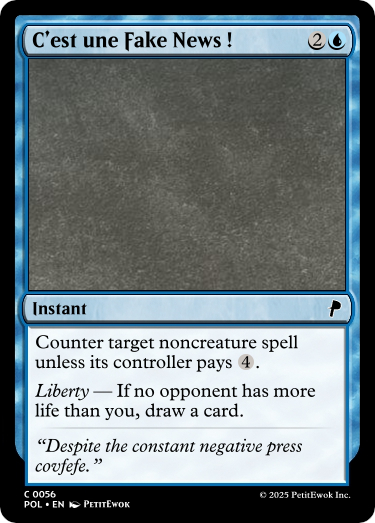 C'est une Fake News ! 2
Instant
Counter target noncreature spell
unless its controller pays 4.
Liberty — If no opponent has more
life than you, draw a card.
“Despite the constant negative press
covfefe.”
C 0056
POL • EN PetitEwok
© 2025 PetitEwok Inc.